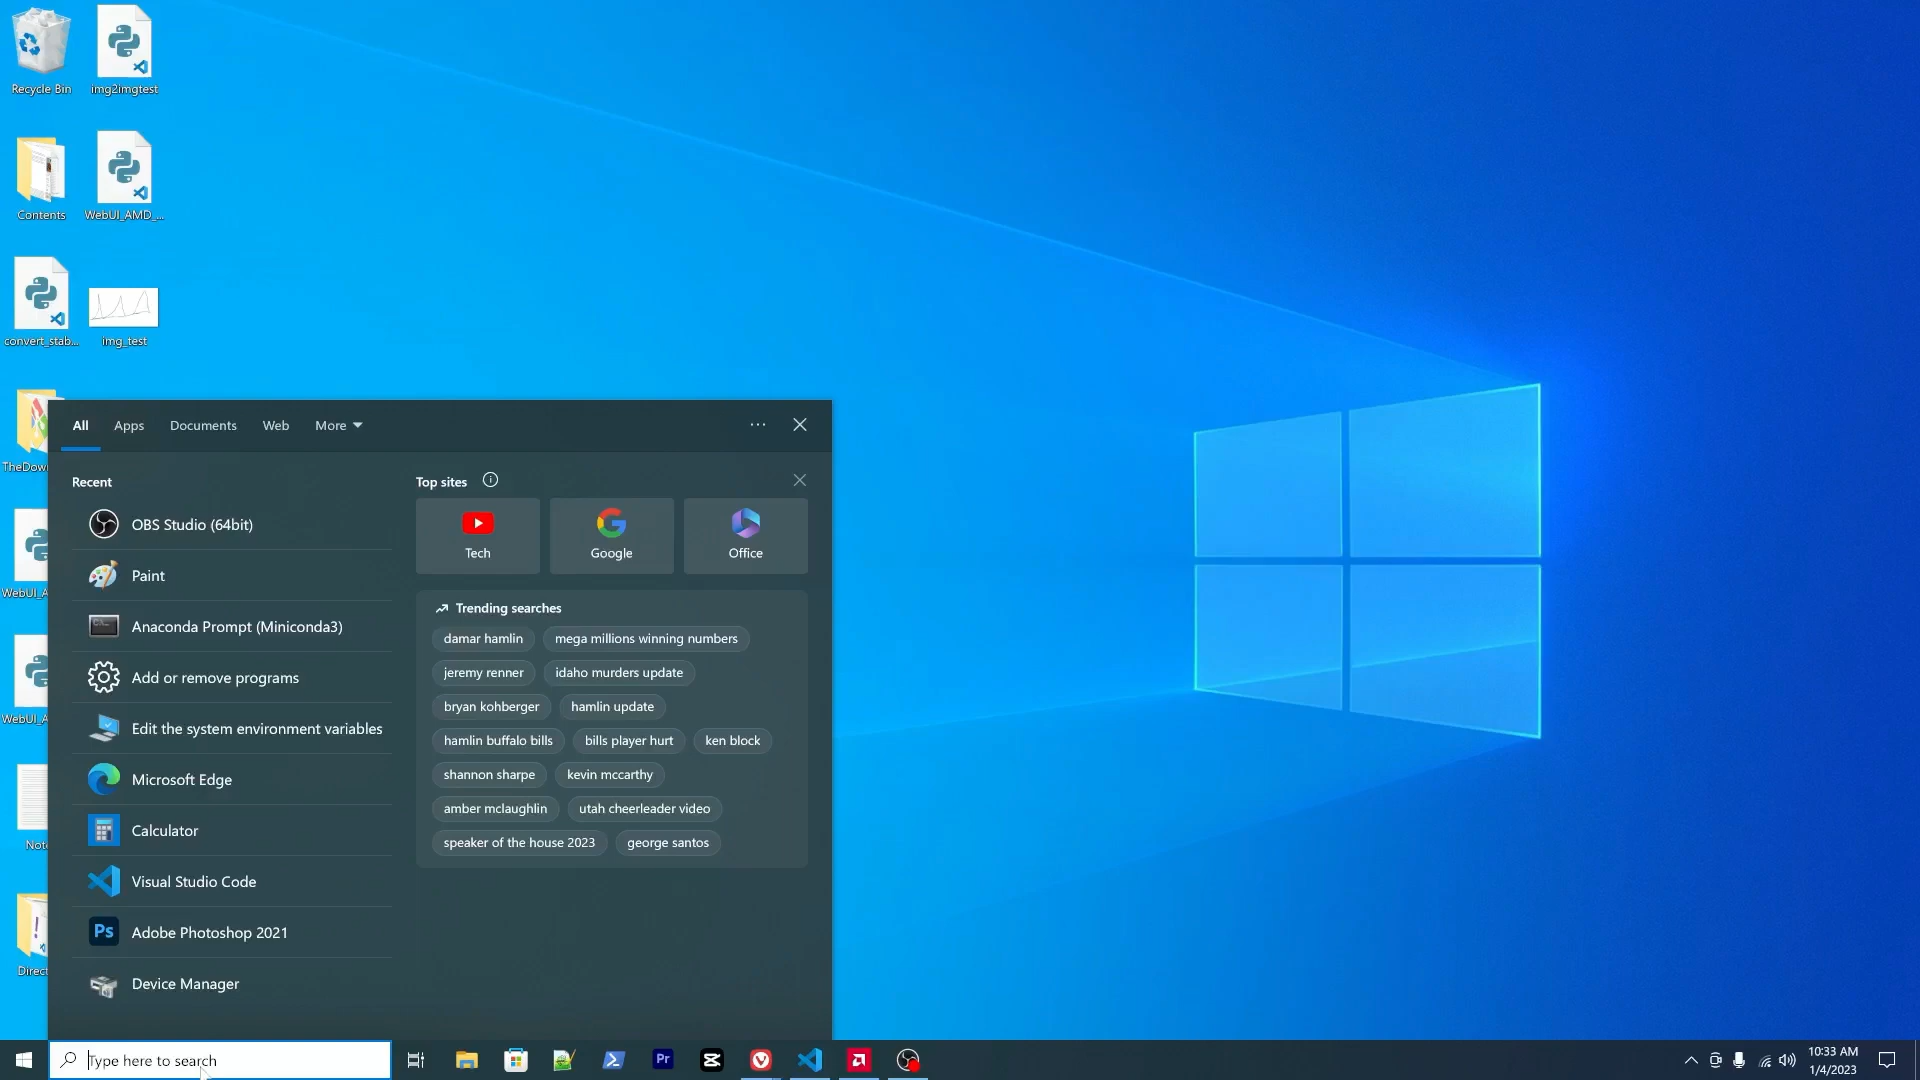 Recycle Bin
img2imgtest
Contents
WebUI_AMD_...
convert_stab...
img_test
TheDow
WebUI_A
WebUI_A
Note
Direct
All Apps Documents Web More
Recent
OBS Studio (64bit)
Paint
Anaconda Prompt (Miniconda3)
Add or remove programs
Edit the system environment variables
Microsoft Edge
Calculator
Visual Studio Code
Ps
Adobe Photoshop 2021
Device Manager
Top sites
Tech Google Office
Trending searches
damar hamlin mega millions winning numbers
jeremy renner idaho murders update
bryan kohberger hamlin update
hamlin buffalo bills bills player hurt ken block
shannon sharpe kevin mccarthy
amber mclaughlin utah cheerleader video
speaker of the house 2023 george santos
Type here to search
Pr
10:33 AM
1/4/2023